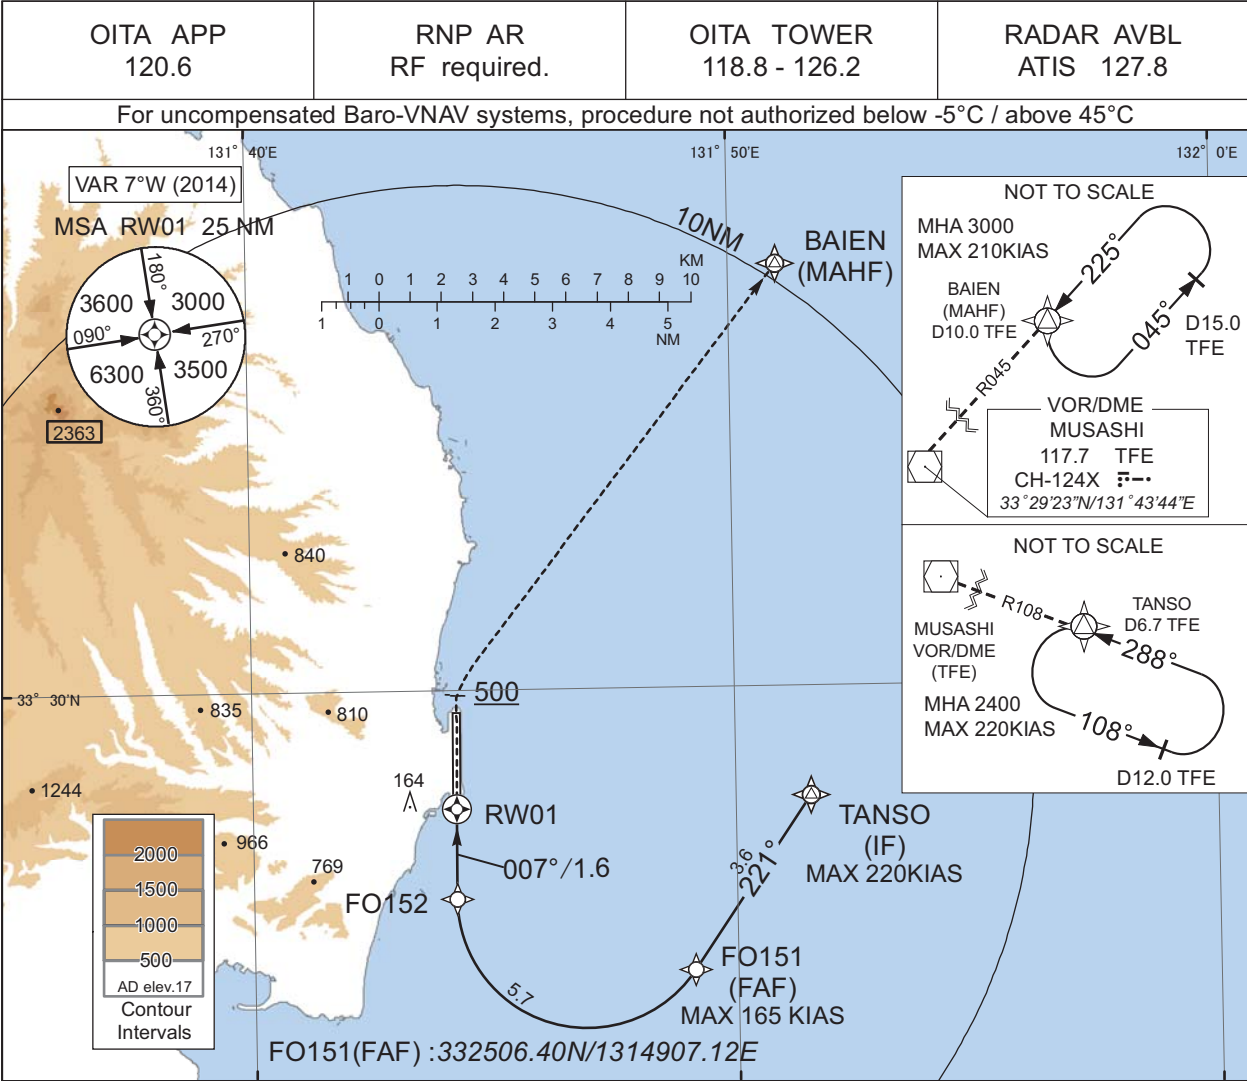 OITA APP
120.6
RNP AR
RF required.
OITA TOWER
118.8 - 126.2
RADAR AVBL
ATIS 127.8
For uncompensated Baro-VNAV systems, procedure not authorized below -5°C / above 45°C
131° 40'E
131° 50'E
132° 0'E
VAR 7°W (2014)
MSA RW01 25 NM
180°
3600
3000
090°
270°
6300
3500
360°
2363
10NM
KM
1 0 1 2 3 4 5 6 7 8 9 10
1 0 1 2 3 4 5
NM
BAIEN
(MAHF)
NOT TO SCALE
MHA 3000
MAX 210KIAS
225°
BAIEN
(MAHF)
D10.0 TFE
045°
D15.0
TFE
R045
VOR/DME
MUSASHI
117.7 TFE
CH-124X
33°29'23"N/131°43'44"E
NOT TO SCALE
R108
TANSO
D6.7 TFE
MUSASHI
VOR/DME
(TFE)
288°
MHA 2400
MAX 220KIAS
108°
D12.0 TFE
840
33° 30'N
835
810
500
1244
164
RW01
TANSO
(IF)
MAX 220KIAS
966
769
007°/1.6
3.6
221°
FO152
FO151
(FAF)
MAX 165 KIAS
5.7
2000
1500
1000
500
AD elev.17
Contour
Intervals
FO151(FAF) :332506.40N/1314907.12E